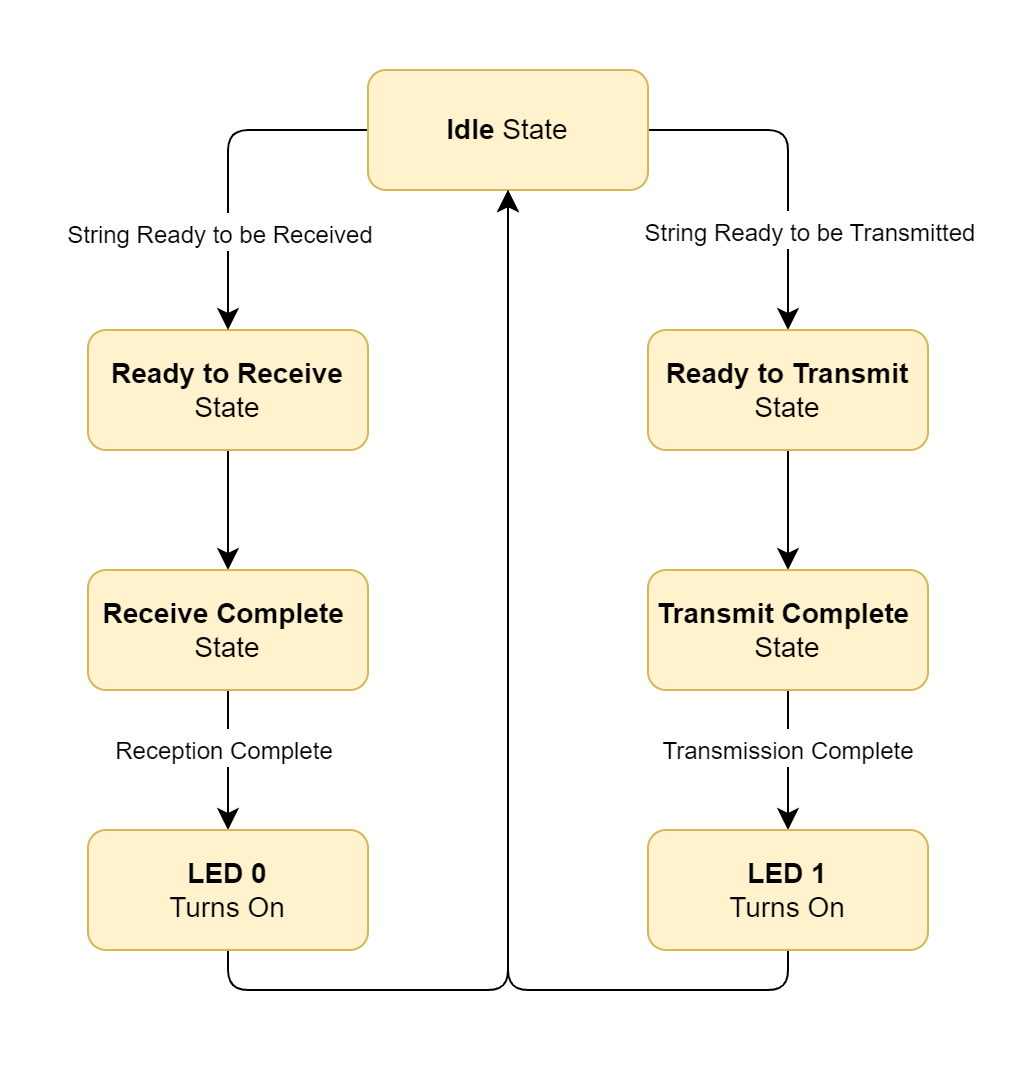 Idle State
String Ready to be Received
String Ready to be Transmitted
Ready to Receive
State
Ready to Transmit
State
Receive Complete
State
Transmit Complete
State
Reception Complete
Transmission Complete
LED 0
Turns On
LED 1
Turns On